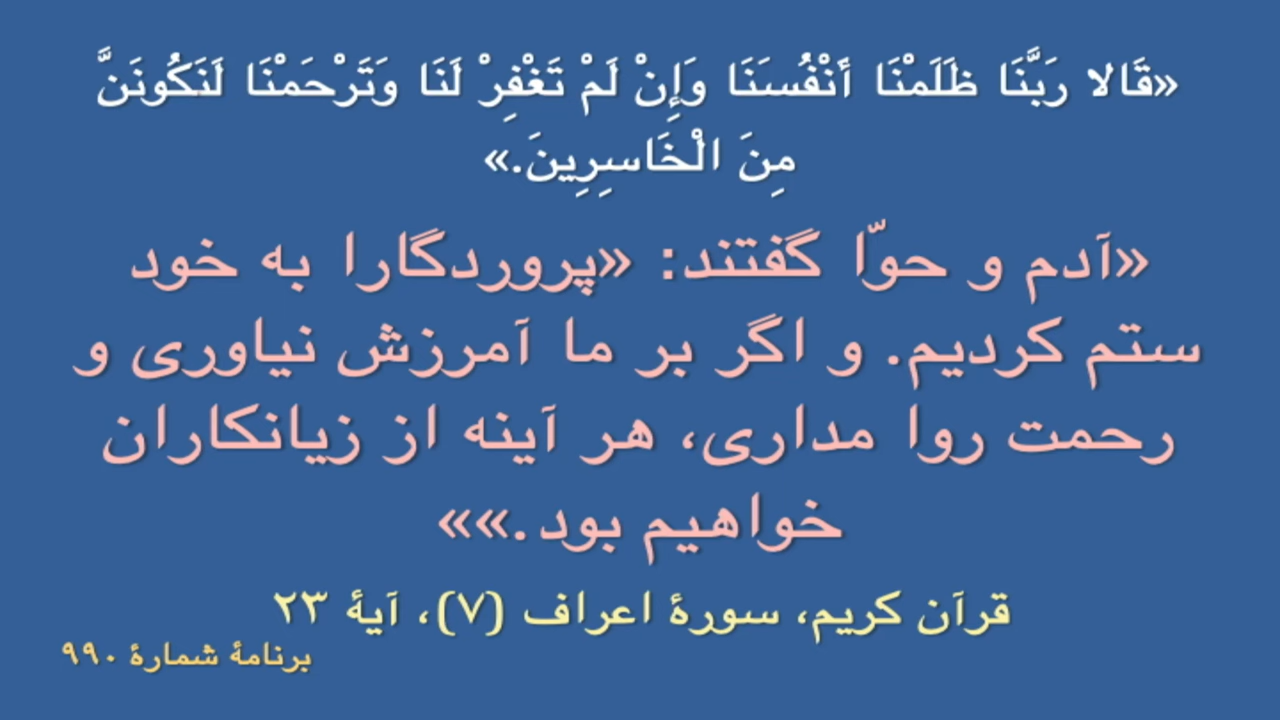 «قَالا رَبَّنَا ظَلَمْنَا أَنْفُسَنَا وَإِنْ لَمْ تَغْفِرْ لَنَا وَتَرْحَمْنَا لَنَكُونَنَّ
مِنَ الْخَاسِرِينَ.»
«آدم و حوّا گفتند: «پروردگارا به خود
ستم کردیم. و اگر بر ما آمرزش نیاوری و
رحمت روا مداری، هر آینه از زیانکاران
خواهیم بود.»»
قرآن کریم، سورهٔ اعراف (۷)، آیهٔ ۲۳
برنامهٔ شمارهٔ ۹۹۰